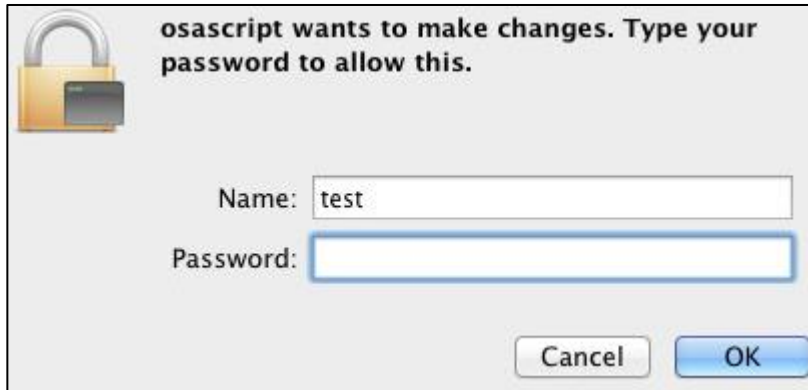 osascript wants to make changes. Type your
password to allow this.
Name: test
Password:
Cancel OK